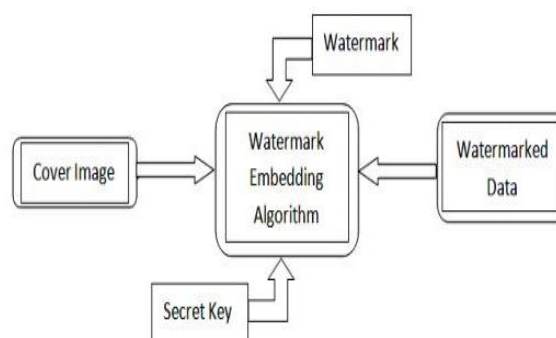 Watermark
Cover Image
Watermark
Embedding
Algorithm
Watermarked
Data
Secret Key